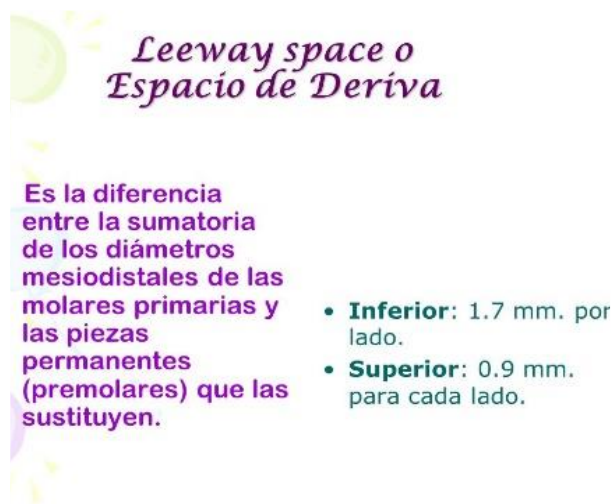 Leeway space o
Espacio de Deriva
Es la diferencia
entre la sumatoria
de los diámetros
mesiodistales de las
molares primarias y
las piezas
permanentes
(premolares) que las
sustituyen.
• Inferior: 1.7 mm. por
lado.
• Superior: 0.9 mm.
para cada lado.